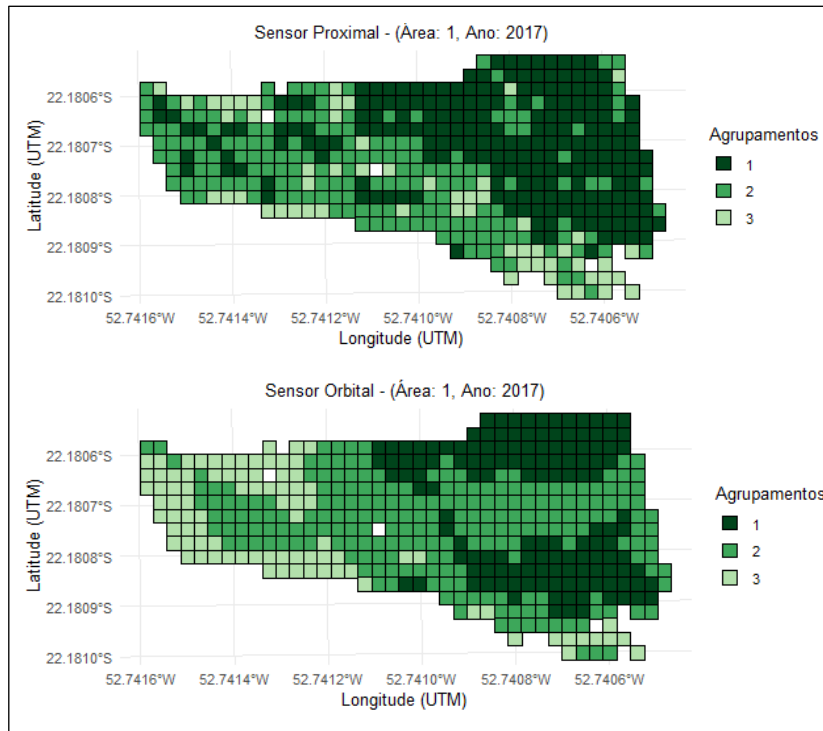 Sensor Proximal - (Área: 1, Ano: 2017)
22.1806°S
22.1807°S
22.1808°S
22.1809°S
22.1810°S
Latitude (UTM)
52.7416°W 52.7414°W 52.7412°W 52.7410°W 52.7408°W 52.7406°W
Longitude (UTM)
Agrupamentos
1
2
3
Sensor Orbital - (Área: 1, Ano: 2017)
22.1806°S
22.1807°S
22.1808°S
22.1809°S
22.1810°S
Latitude (UTM)
52.7416°W 52.7414°W 52.7412°W 52.7410°W 52.7408°W 52.7406°W
Longitude (UTM)
Agrupamentos
1
2
3